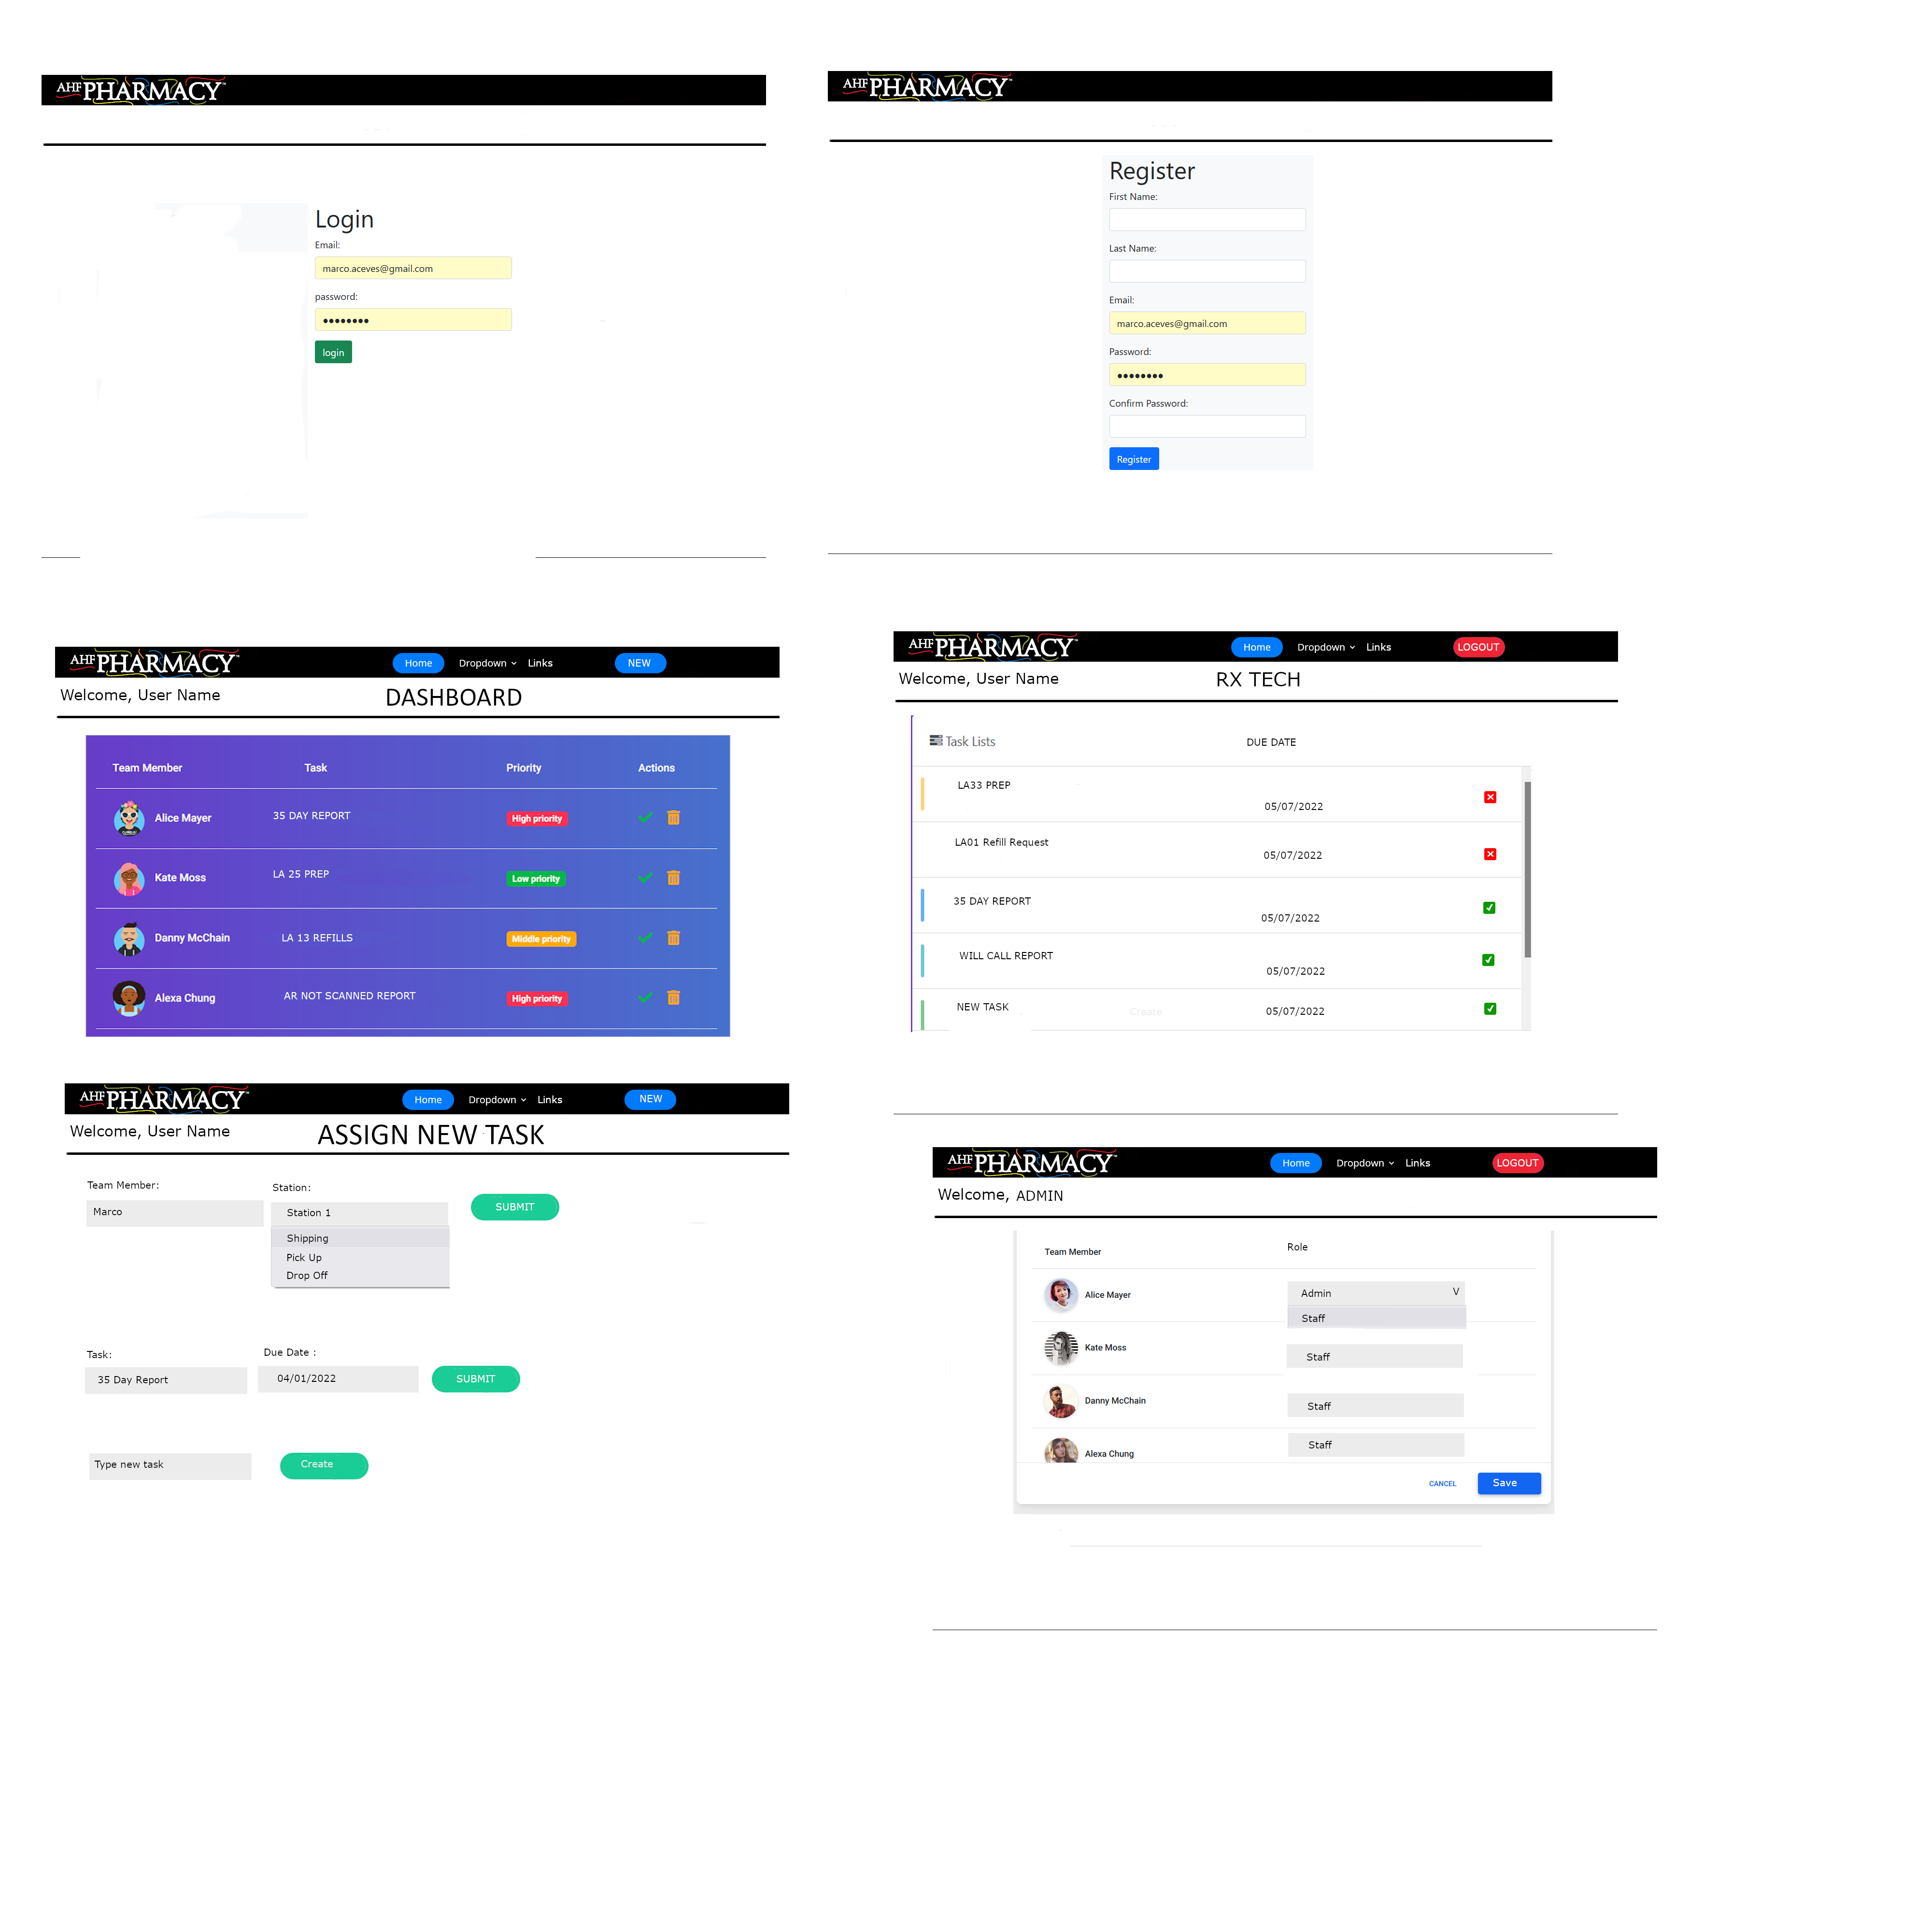 AHF PHARMACY™
Login
Email:
marco.aceves@gmail.com
password:
login
AHF PHARMACY™
Register
First Name:
Last Name:
Email:
marco.aceves@gmail.com
Password:
Confirm Password:
Register
AHF PHARMACY™ Home Dropdown Links NEW
Welcome, User Name DASHBOARD
Team Member Task Priority Actions
Alice Mayer 35 DAY REPORT High priority
Kate Moss LA 25 PREP Low priority
Danny McChain LA 13 REFILLS Middle priority
Alexa Chung AR NOT SCANNED REPORT High priority
AHF PHARMACY™ Home Dropdown Links LOGOUT
Welcome, User Name RX TECH
Task Lists DUE DATE
LA33 PREP 05/07/2022
LA01 Refill Request 05/07/2022
35 DAY REPORT 05/07/2022
WILL CALL REPORT 05/07/2022
NEW TASK Create 05/07/2022
AHF PHARMACY™ Home Dropdown Links NEW
Welcome, User Name ASSIGN NEW TASK
Team Member: Station:
Marco Station 1 SUBMIT
Shipping
Pick Up
Drop Off
Task: Due Date :
35 Day Report 04/01/2022 SUBMIT
Type new task Create
AHF PHARMACY™ Home Dropdown Links LOGOUT
Welcome, ADMIN
Team Member Role
Alice Mayer Admin V
Staff
Kate Moss Staff
Danny McChain Staff
Alexa Chung Staff
CANCEL Save